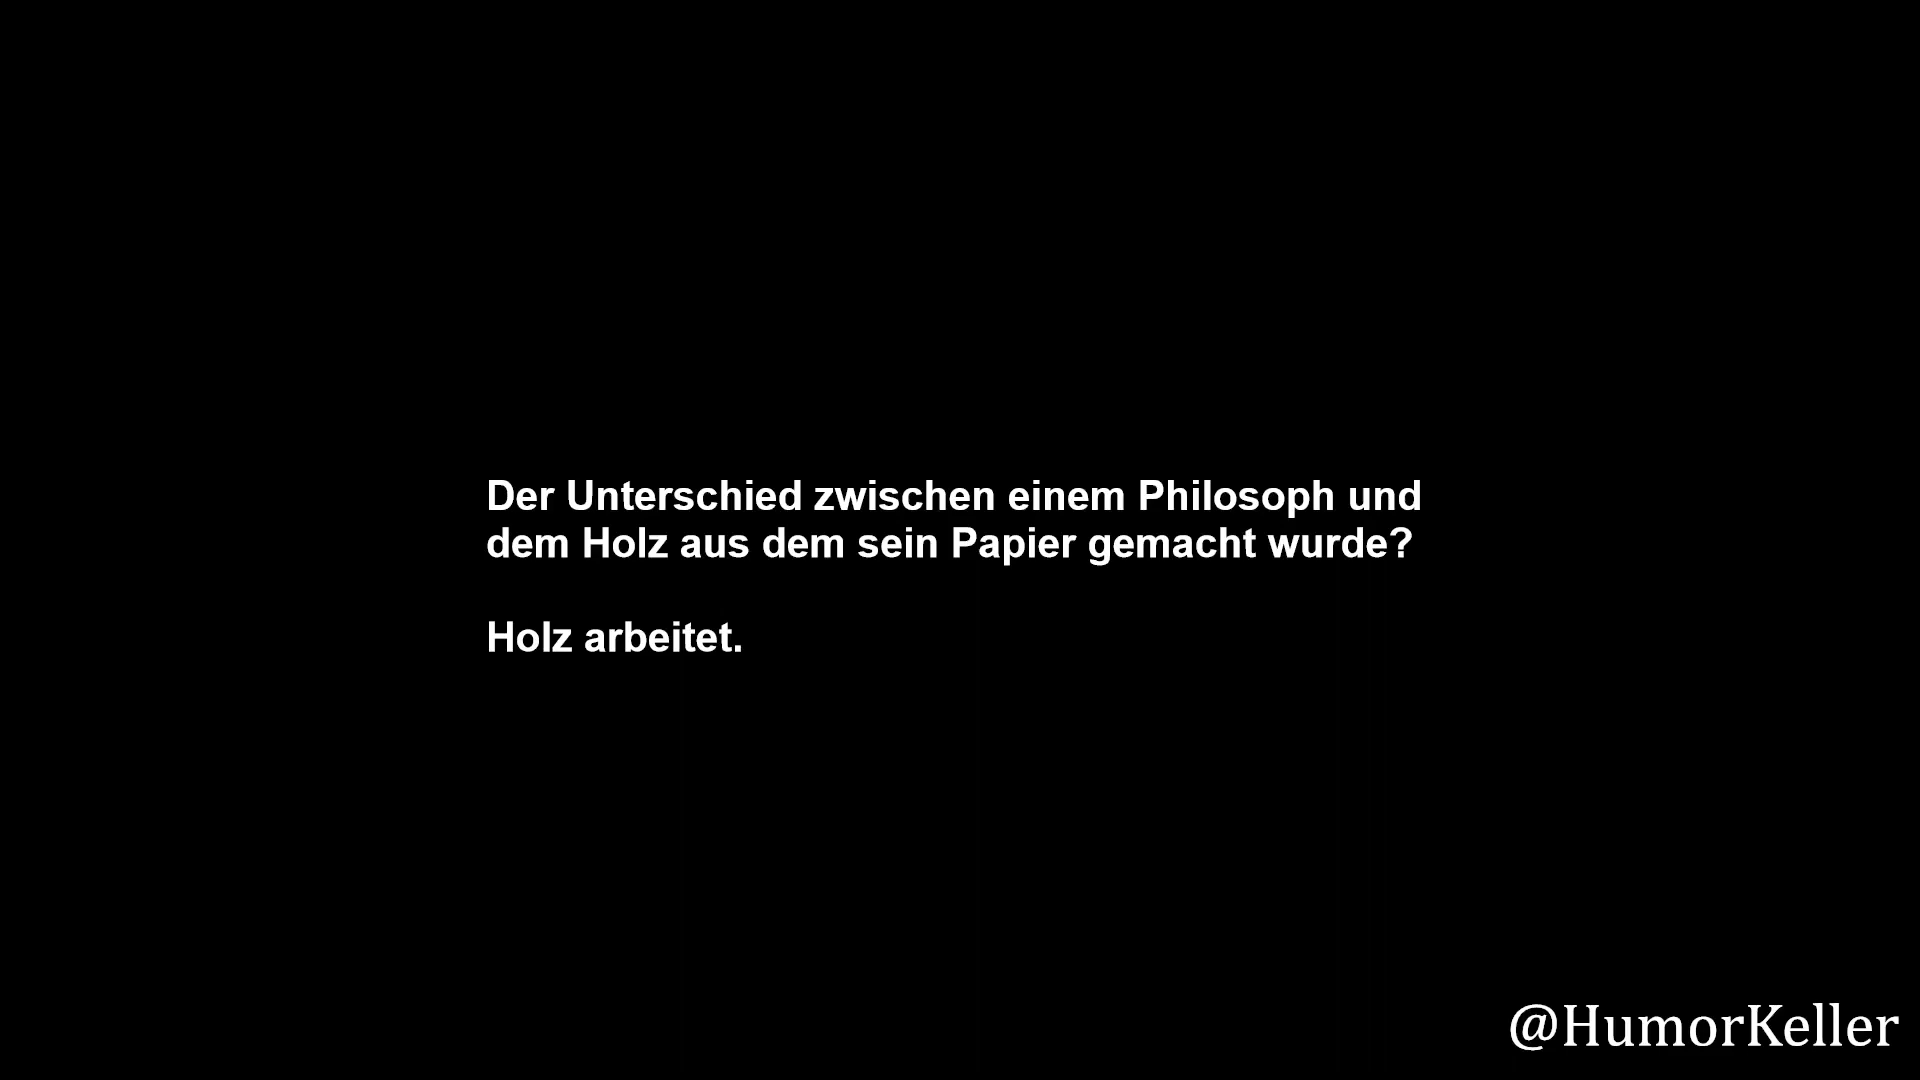 Der Unterschied zwischen einem Philosoph und
dem Holz aus dem sein Papier gemacht wurde?
Holz arbeitet.
@HumorKeller